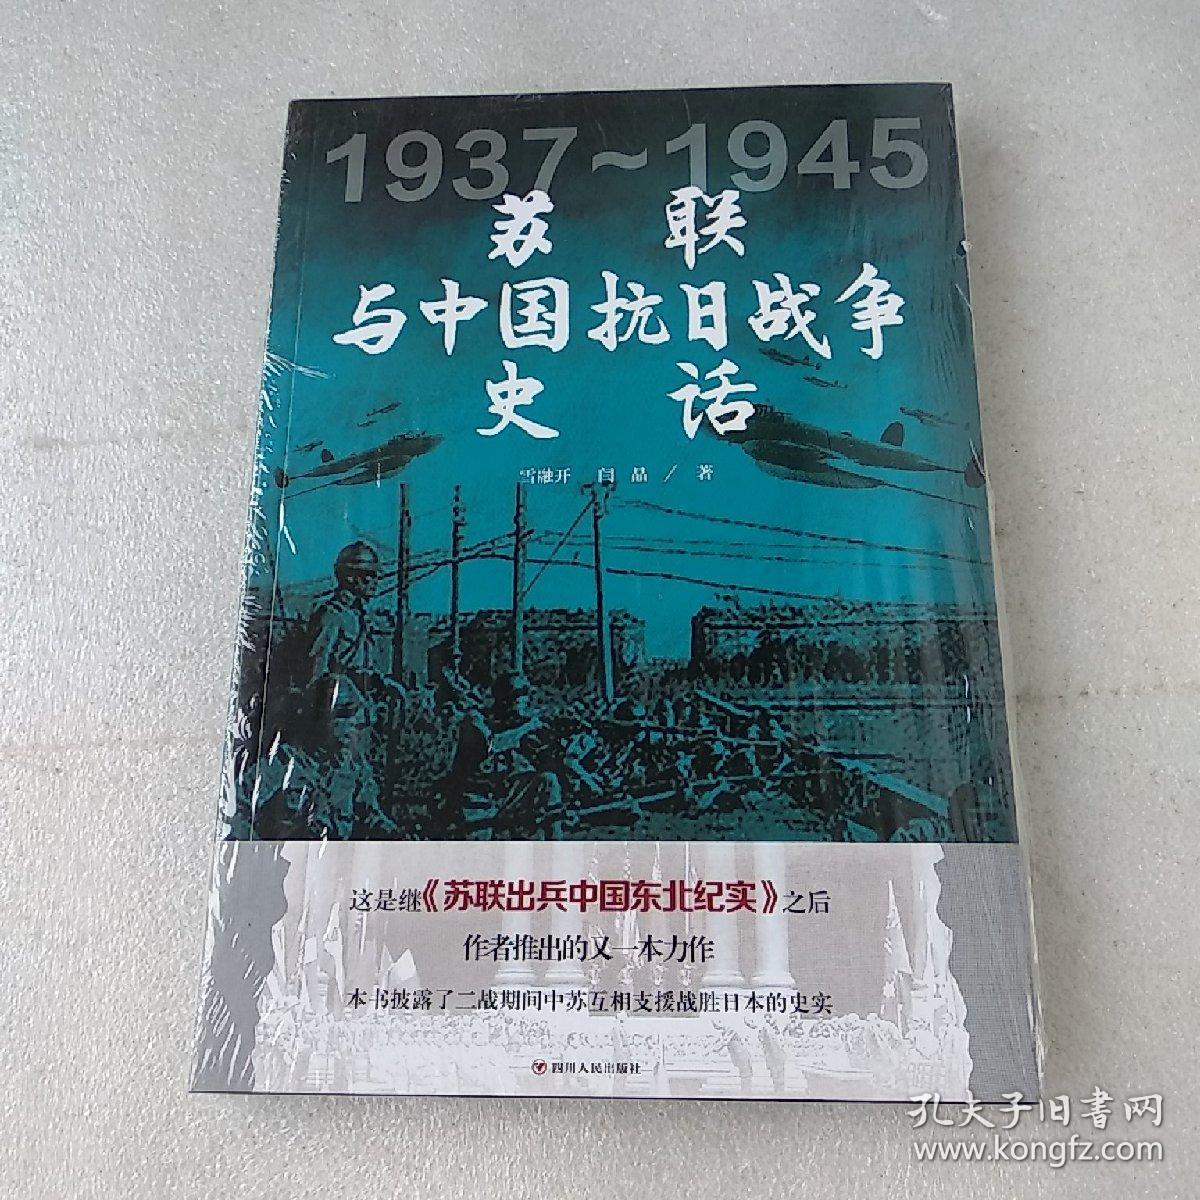 1937~1945
苏联
与中国抗日战争
史话
雪融开 闫晶／著
这是继《苏联出兵中国东北纪实》之后
作者推出的又一本力作
本书披露了二战期间中苏互相支援战胜日本的史实
四川人民出版社
孔夫子旧書网
www.kongfz.com